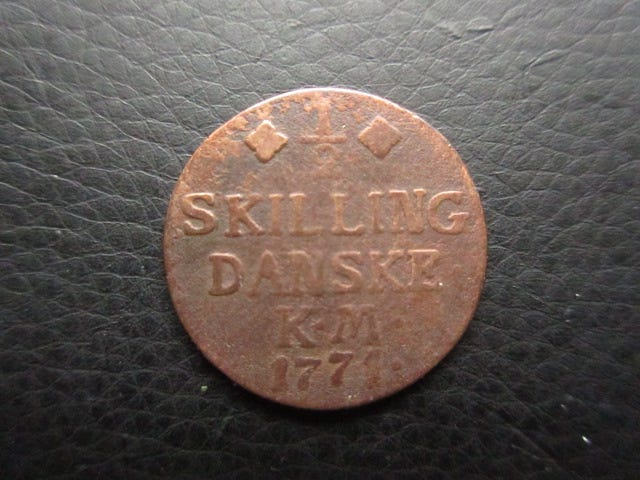 1/2
SKILLING
DANSKE
K·M·
1771·